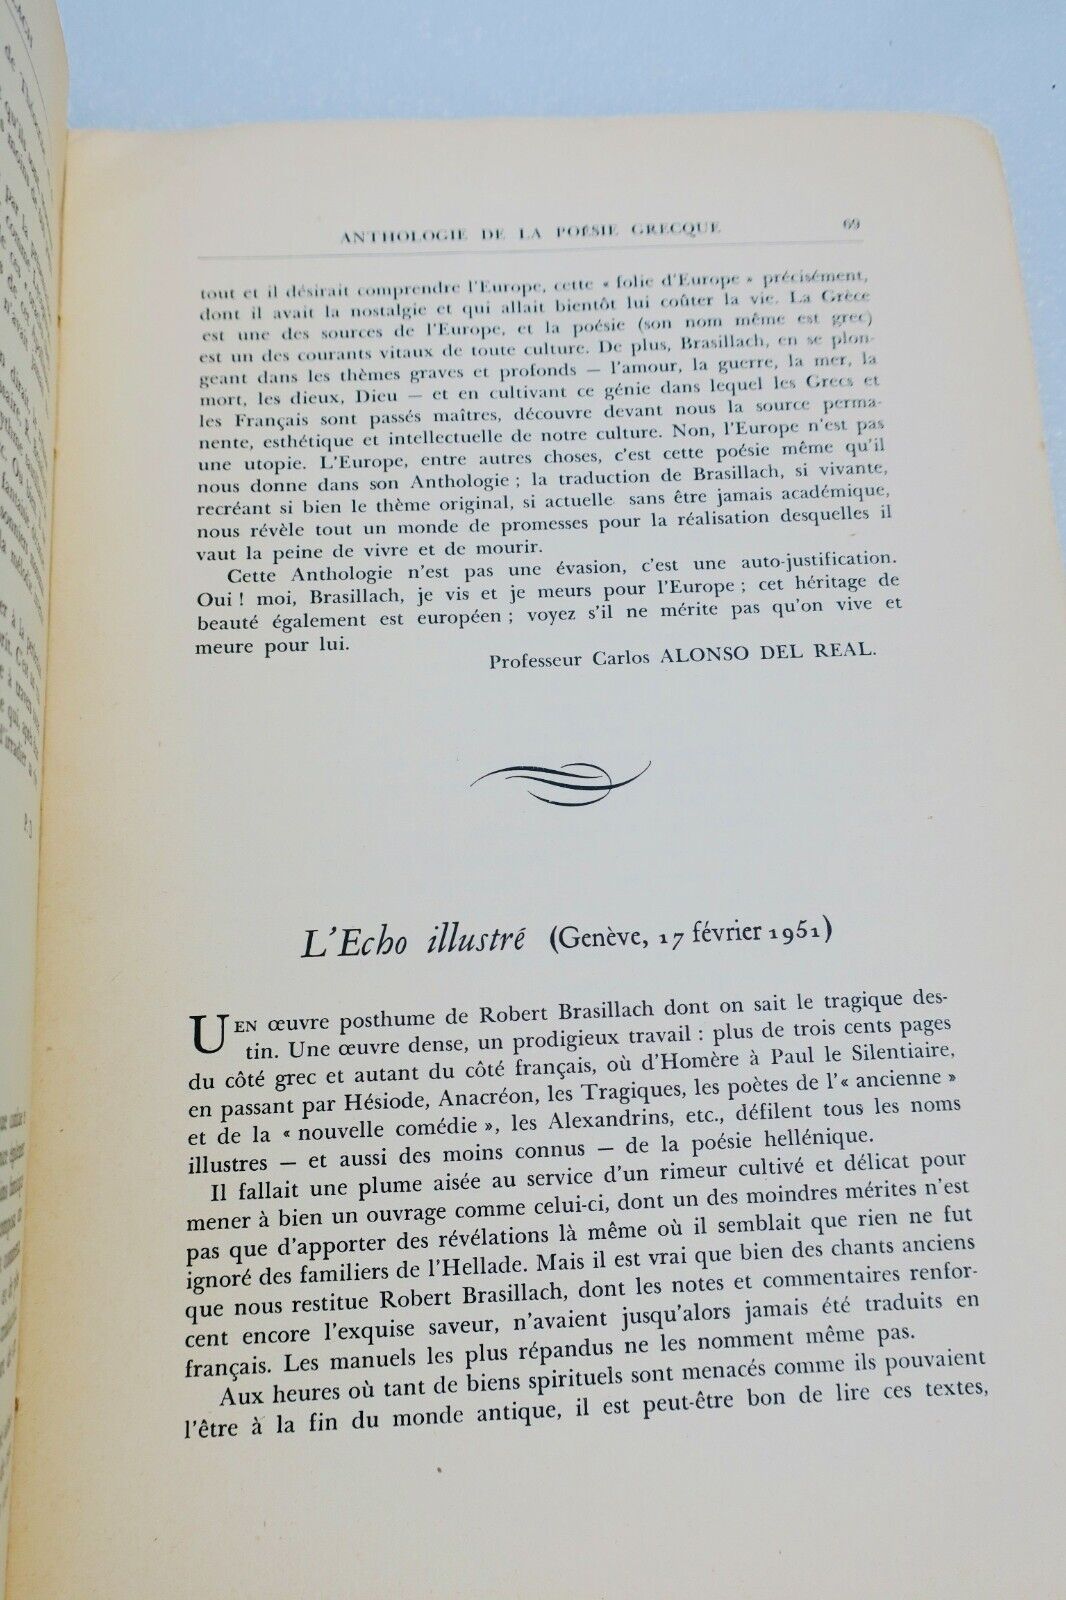 ANTHOLOGIE DE LA POÉSIE GRECQUE 69
tout et il désirait comprendre l'Europe, cette « folie d'Europe » précisément,
dont il avait la nostalgie et qui allait bientôt lui coûter la vie. La Grèce
est une des sources de l'Europe, et la poésie (son nom même est grec)
est un des courants vitaux de toute culture. De plus, Brasillach, en se plon-
geant dans les thèmes graves et profonds — l'amour, la guerre, la mer, la
mort, les dieux, Dieu — et en cultivant ce génie dans lequel les Grecs et
les Français sont passés maîtres, découvre devant nous la source perma-
nente, esthétique et intellectuelle de notre culture. Non, l'Europe n'est pas
une utopie. L'Europe, entre autres choses, c'est cette poésie même qu'il
nous donne dans son Anthologie ; la traduction de Brasillach, si vivante,
recréant si bien le thème original, si actuelle sans être jamais académique,
nous révèle tout un monde de promesses pour la réalisation desquelles il
vaut la peine de vivre et de mourir.
Cette Anthologie n'est pas une évasion, c'est une auto-justification.
Oui ! moi, Brasillach, je vis et je meurs pour l'Europe ; cet héritage de
beauté également est européen ; voyez s'il ne mérite pas qu'on vive et
meure pour lui.
Professeur Carlos ALONSO DEL REAL.
L'Echo illustré (Genève, 17 février 1951)
UEN œuvre posthume de Robert Brasillach dont on sait le tragique des-
tin. Une œuvre dense, un prodigieux travail : plus de trois cents pages
du côté grec et autant du côté français, où d'Homère à Paul le Silentiaire,
en passant par Hésiode, Anacréon, les Tragiques, les poètes de l'« ancienne »
et de la « nouvelle comédie », les Alexandrins, etc., défilent tous les noms
illustres — et aussi des moins connus — de la poésie hellénique.
Il fallait une plume aisée au service d'un rimeur cultivé et délicat pour
mener à bien un ouvrage comme celui-ci, dont un des moindres mérites n'est
pas que d'apporter des révélations là même où il semblait que rien ne fut
ignoré des familiers de l'Hellade. Mais il est vrai que bien des chants anciens
que nous restitue Robert Brasillach, dont les notes et commentaires renfor-
cent encore l'exquise saveur, n'avaient jusqu'alors jamais été traduits en
français. Les manuels les plus répandus ne les nomment même pas.
Aux heures où tant de biens spirituels sont menacés comme ils pouvaient
l'être à la fin du monde antique, il est peut-être bon de lire ces textes,